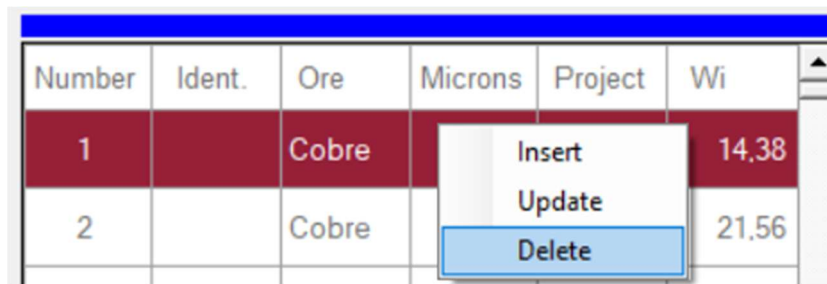 Number Ident. Ore Microns Project Wi
1 Cobre 14,38
Insert
Update
2 Cobre 21,56
Delete